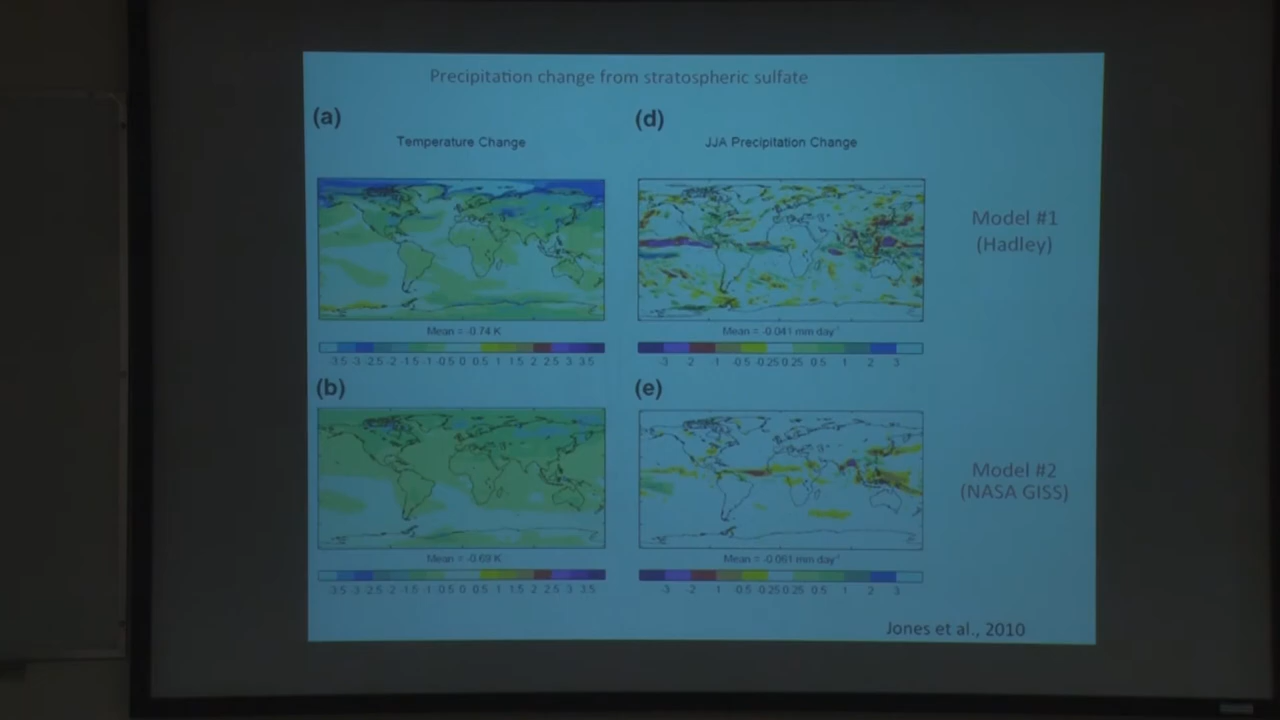 Precipitation change from stratospheric sulfate
(a)
Temperature Change
Mean = -0.74 K
-3.5 -3 -2.5 -2 -1.5 -1 -0.5 0 0.5 1 1.5 2 2.5 3 3.5
(d)
JJA Precipitation Change
Mean = -0.041 mm day⁻¹
-3 -2 -1 -0.5 -0.25 0.25 0.5 1 2 3
Model #1
(Hadley)
(b)
Mean = -0.69 K
-3.5 -3 -2.5 -2 -1.5 -1 -0.5 0 0.5 1 1.5 2 2.5 3 3.5
(e)
Mean = -0.061 mm day⁻¹
-3 -2 -1 -0.5 -0.25 0.25 0.5 1 2 3
Model #2
(NASA GISS)
Jones et al., 2010